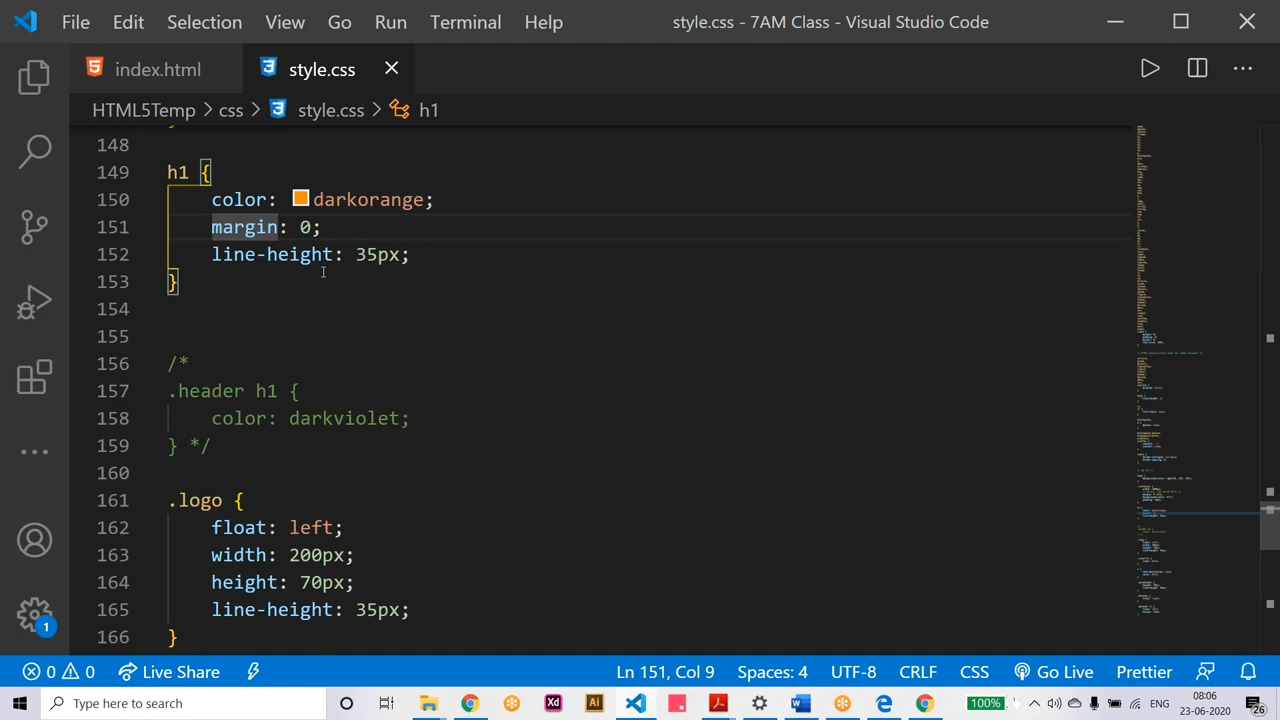 File Edit Selection View Go Run Terminal Help style.css - 7AM Class - Visual Studio Code
index.html style.css
HTML5Temp > css > style.css > h1
148
149 h1 {
150 color: darkorange;
151 margin: 0;
152 line-height: 35px;
153 }
154
155
156 /*
157 .header h1 {
158 color: darkviolet;
159 } */
160
161 .logo {
162 float: left;
163 width: 200px;
164 height: 70px;
165 line-height: 35px;
166 }
1 0 0 Live Share Ln 151, Col 9 Spaces: 4 UTF-8 CRLF CSS Go Live Prettier
Type here to search Xd Ai 100% ENG 08:06
23-06-2020 26